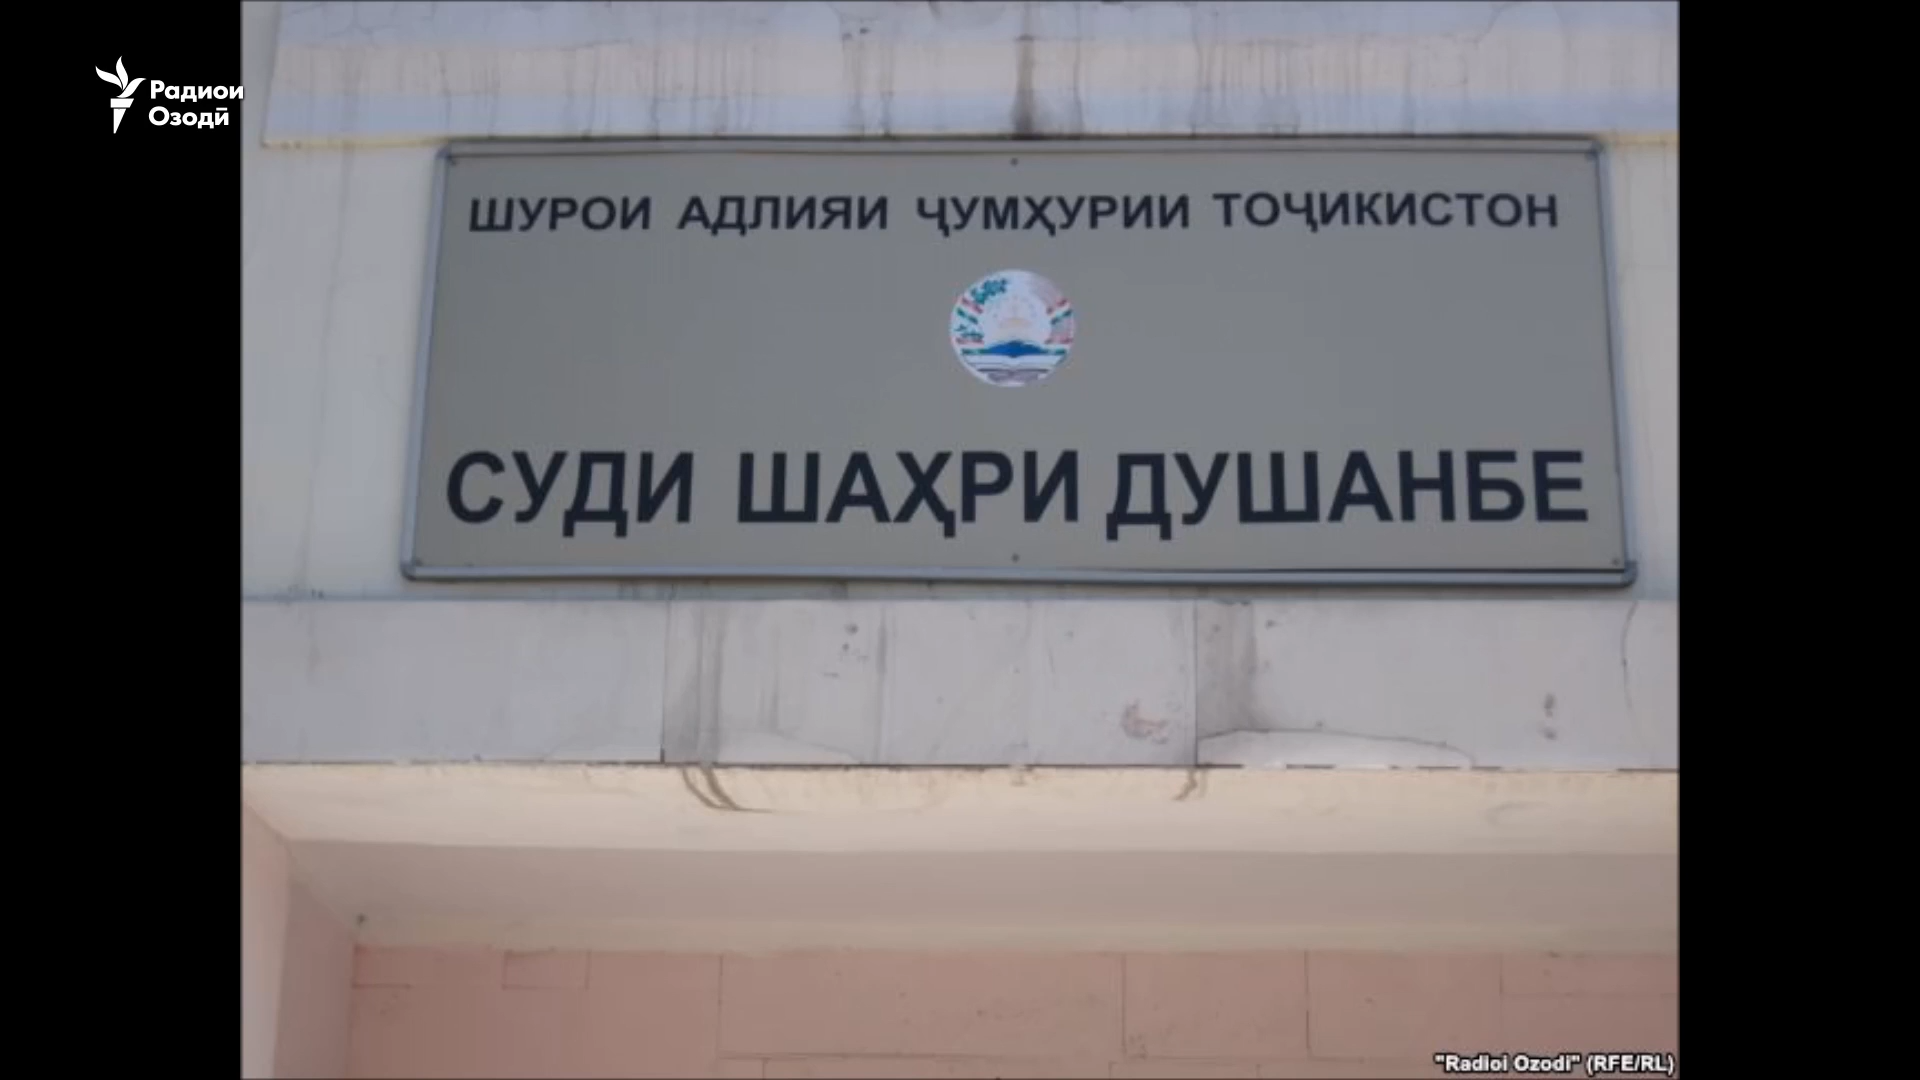 Радиои
Озодӣ
ШУРОИ АДЛИЯИ ҶУМҲУРИИ ТОҶИКИСТОН
СУДИ ШАҲРИ ДУШАНБЕ
"Radioi Ozodi" (RFE/RL)